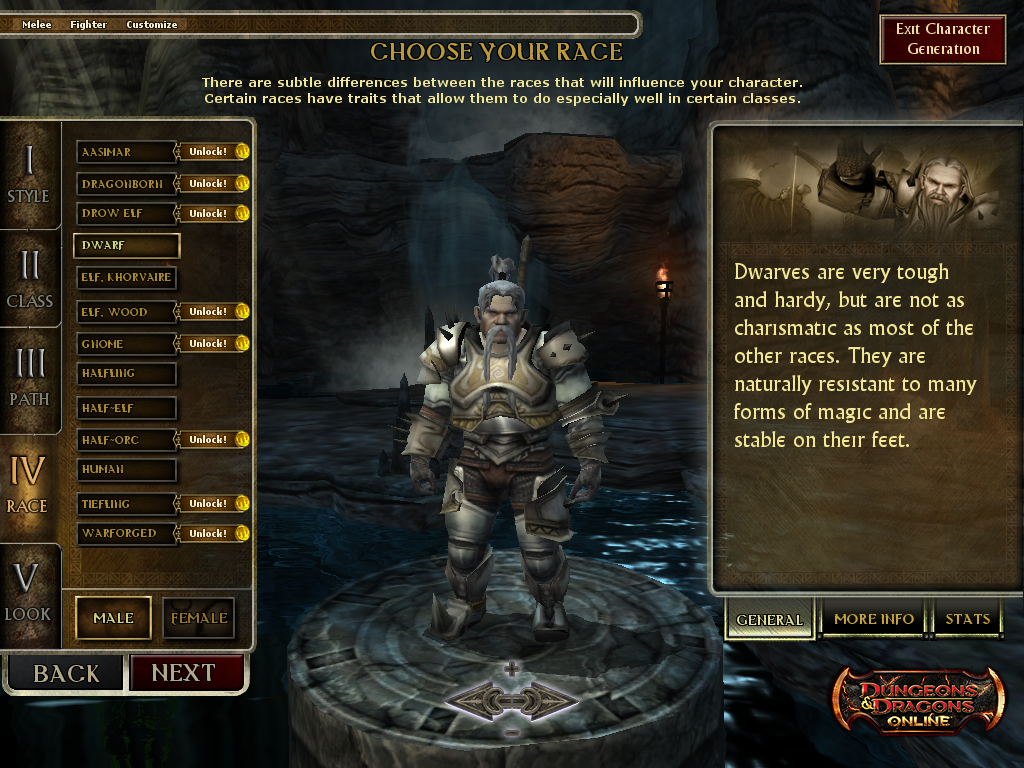 Melee Fighter Customize
Exit Character
Generation
CHOOSE YOUR RACE
There are subtle differences between the races that will influence your character.
Certain races have traits that allow them to do especially well in certain classes.
I
STYLE
II
CLASS
III
PATH
IV
RACE
V
LOOK
AASIMAR Unlock!
DRAGONBORN Unlock!
DROW ELF Unlock!
DWARF
ELF, KHORVAIRE
ELF, WOOD Unlock!
GNOME Unlock!
HALFLING
HALF-ELF
HALF-ORC Unlock!
HUMAN
TIEFLING Unlock!
WARFORGED Unlock!
MALE FEMALE
BACK NEXT
Dwarves are very tough
and hardy, but are not as
charismatic as most of the
other races. They are
naturally resistant to many
forms of magic and are
stable on their feet.
GENERAL MORE INFO STATS
+
-
DUNGEONS
& DRAGONS
ONLINE